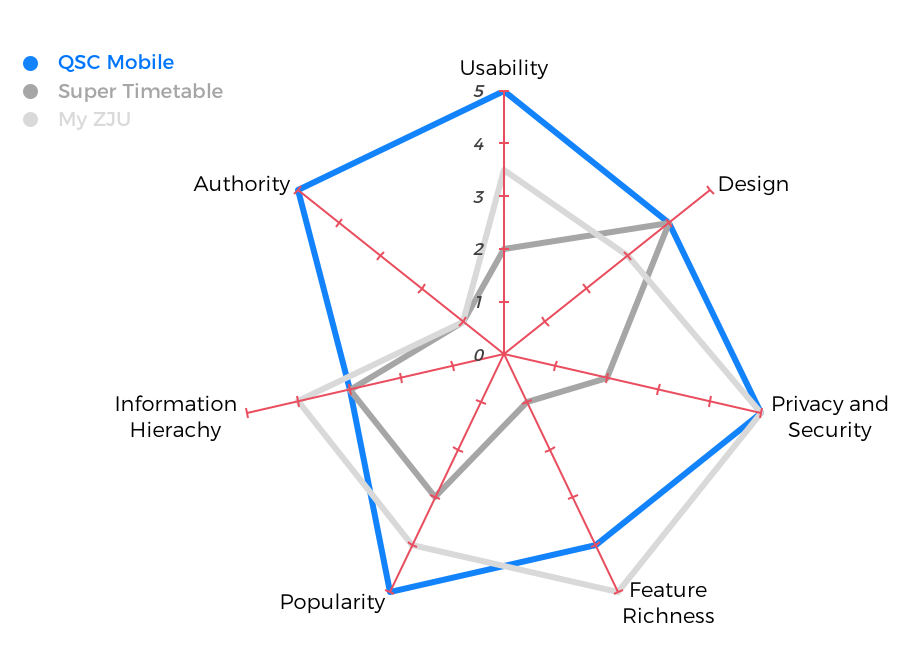 QSC Mobile
Super Timetable
My ZJU
Usability
5
4
3
2
1
0
Authority
Design
Information
Hierachy
Privacy and
Security
Popularity
Feature
Richness